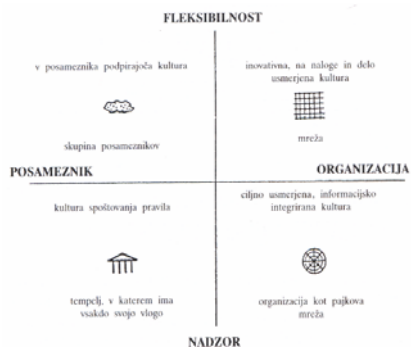 FLEKSIBILNOST
v posameznika podpirajoča kultura
skupina posameznikov
inovativna, na naloge in delo
usmerjena kultura
mreža
POSAMEZNIK
ORGANIZACIJA
kultura spoštovanja pravila
tempelj, v katerem ima
vsakdo svojo vlogo
ciljno usmerjena, informacijsko
integrirana kultura
organizacija kot pajkova
mreža
NADZOR